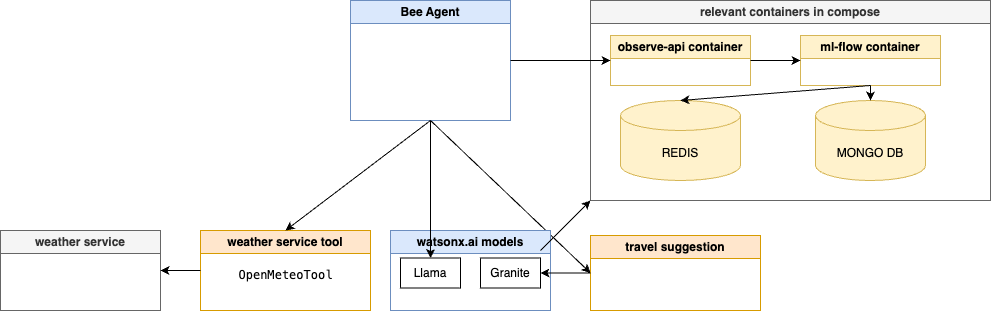 Bee Agent
relevant containers in compose
observe-api container
ml-flow container
REDIS
MONGO DB
weather service
weather service tool
OpenMeteoTool
watsonx.ai models
Llama
Granite
travel suggestion